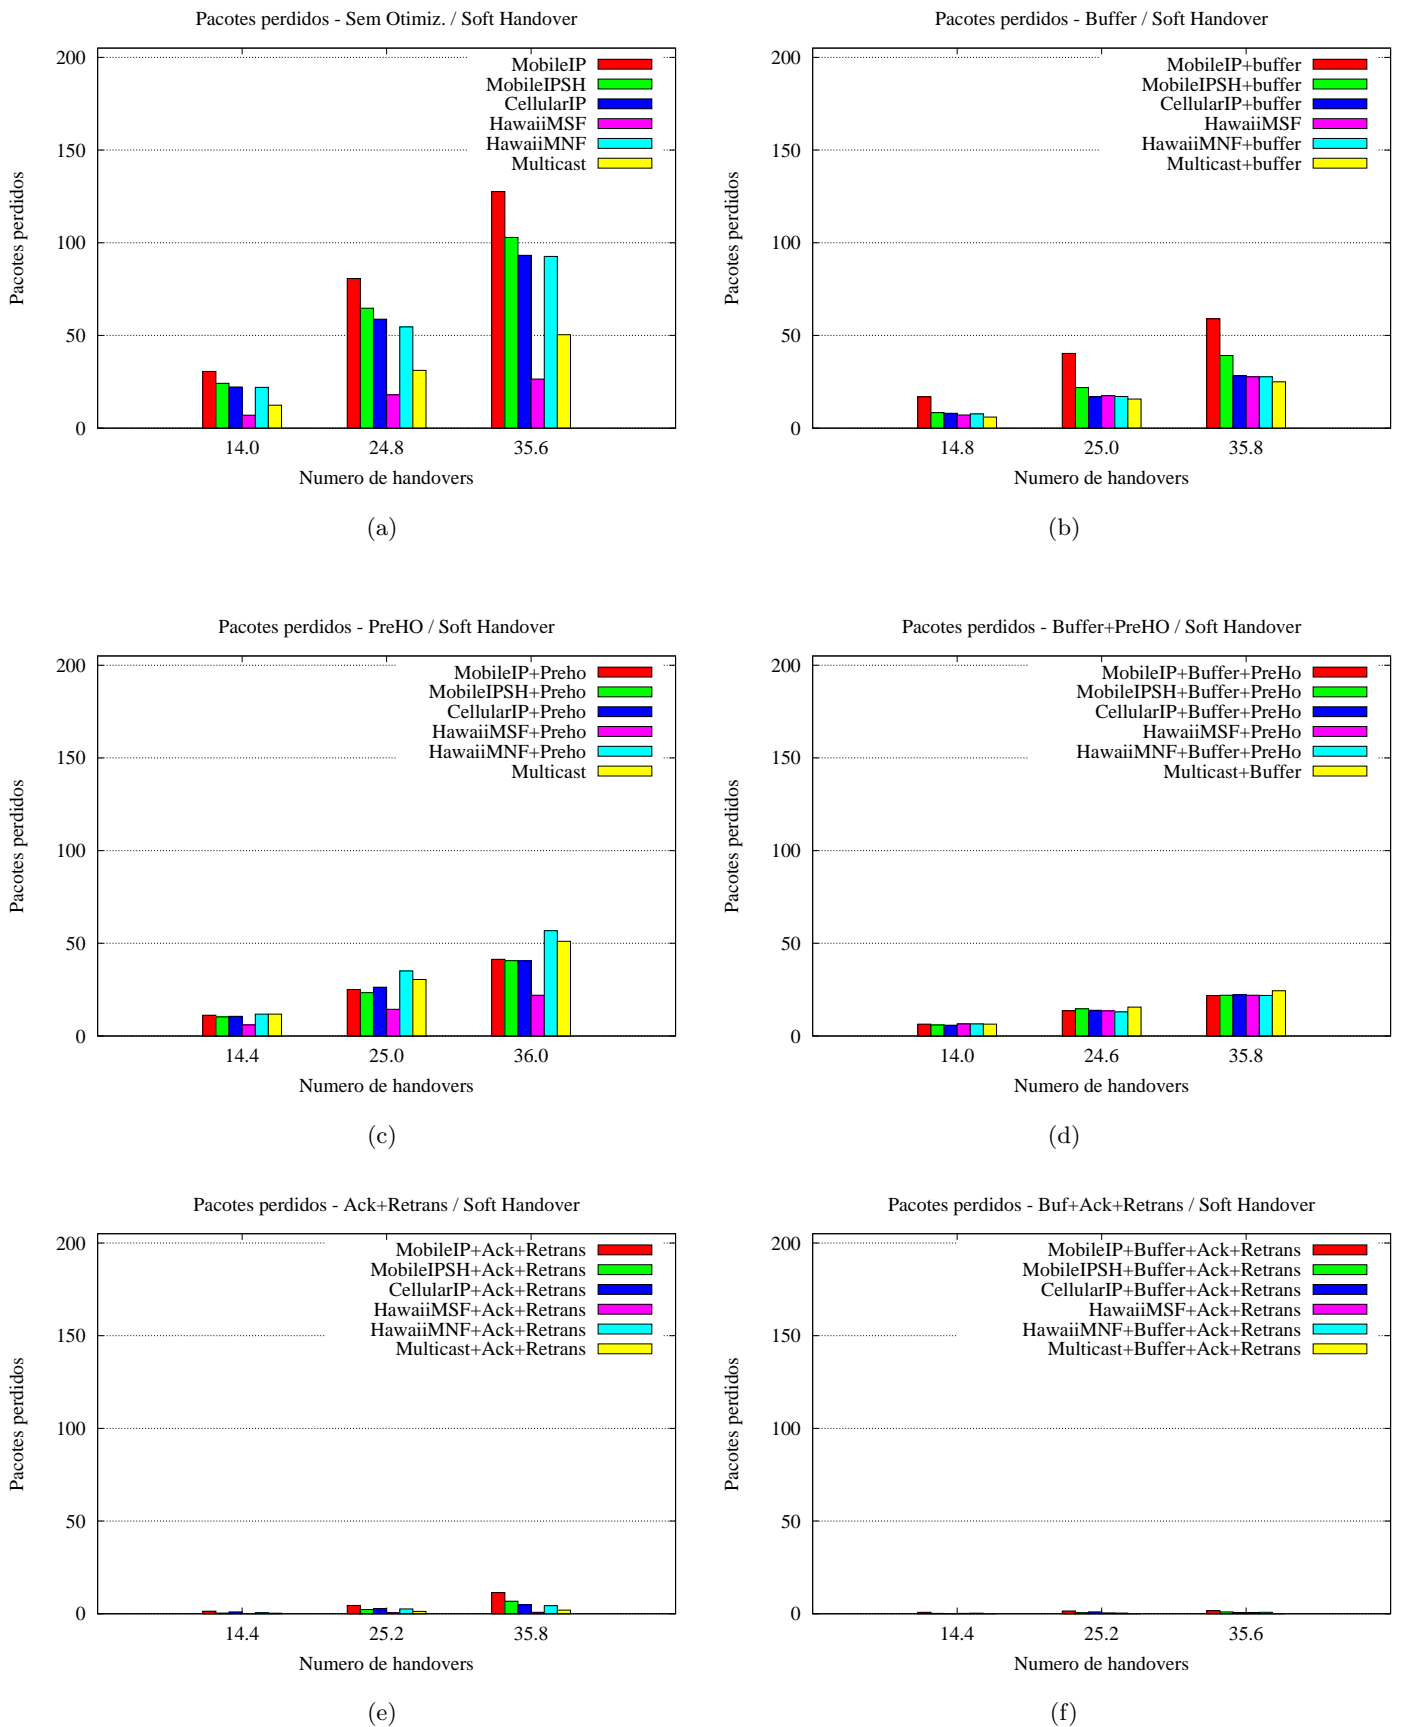 Pacotes perdidos - Sem Otimiz. / Soft Handover
Pacotes perdidos
200
150
100
50
0
MobileIP
MobileIPSH
CellularIP
HawaiiMSF
HawaiiMNF
Multicast
14.0 24.8 35.6
Numero de handovers
(a)
Pacotes perdidos - Buffer / Soft Handover
Pacotes perdidos
200
150
100
50
0
MobileIP+buffer
MobileIPSH+buffer
CellularIP+buffer
HawaiiMSF
HawaiiMNF+buffer
Multicast+buffer
14.8 25.0 35.8
Numero de handovers
(b)
Pacotes perdidos - PreHO / Soft Handover
Pacotes perdidos
200
150
100
50
0
MobileIP+Preho
MobileIPSH+Preho
CellularIP+Preho
HawaiiMSF+Preho
HawaiiMNF+Preho
Multicast
14.4 25.0 36.0
Numero de handovers
(c)
Pacotes perdidos - Buffer+PreHO / Soft Handover
Pacotes perdidos
200
150
100
50
0
MobileIP+Buffer+PreHo
MobileIPSH+Buffer+PreHo
CellularIP+Buffer+PreHo
HawaiiMSF+PreHo
HawaiiMNF+Buffer+PreHo
Multicast+Buffer
14.0 24.6 35.8
Numero de handovers
(d)
Pacotes perdidos - Ack+Retrans / Soft Handover
Pacotes perdidos
200
150
100
50
0
MobileIP+Ack+Retrans
MobileIPSH+Ack+Retrans
CellularIP+Ack+Retrans
HawaiiMSF+Ack+Retrans
HawaiiMNF+Ack+Retrans
Multicast+Ack+Retrans
14.4 25.2 35.8
Numero de handovers
(e)
Pacotes perdidos - Buf+Ack+Retrans / Soft Handover
Pacotes perdidos
200
150
100
50
0
MobileIP+Buffer+Ack+Retrans
MobileIPSH+Buffer+Ack+Retrans
CellularIP+Buffer+Ack+Retrans
HawaiiMSF+Ack+Retrans
HawaiiMNF+Buffer+Ack+Retrans
Multicast+Buffer+Ack+Retrans
14.4 25.2 35.6
Numero de handovers
(f)